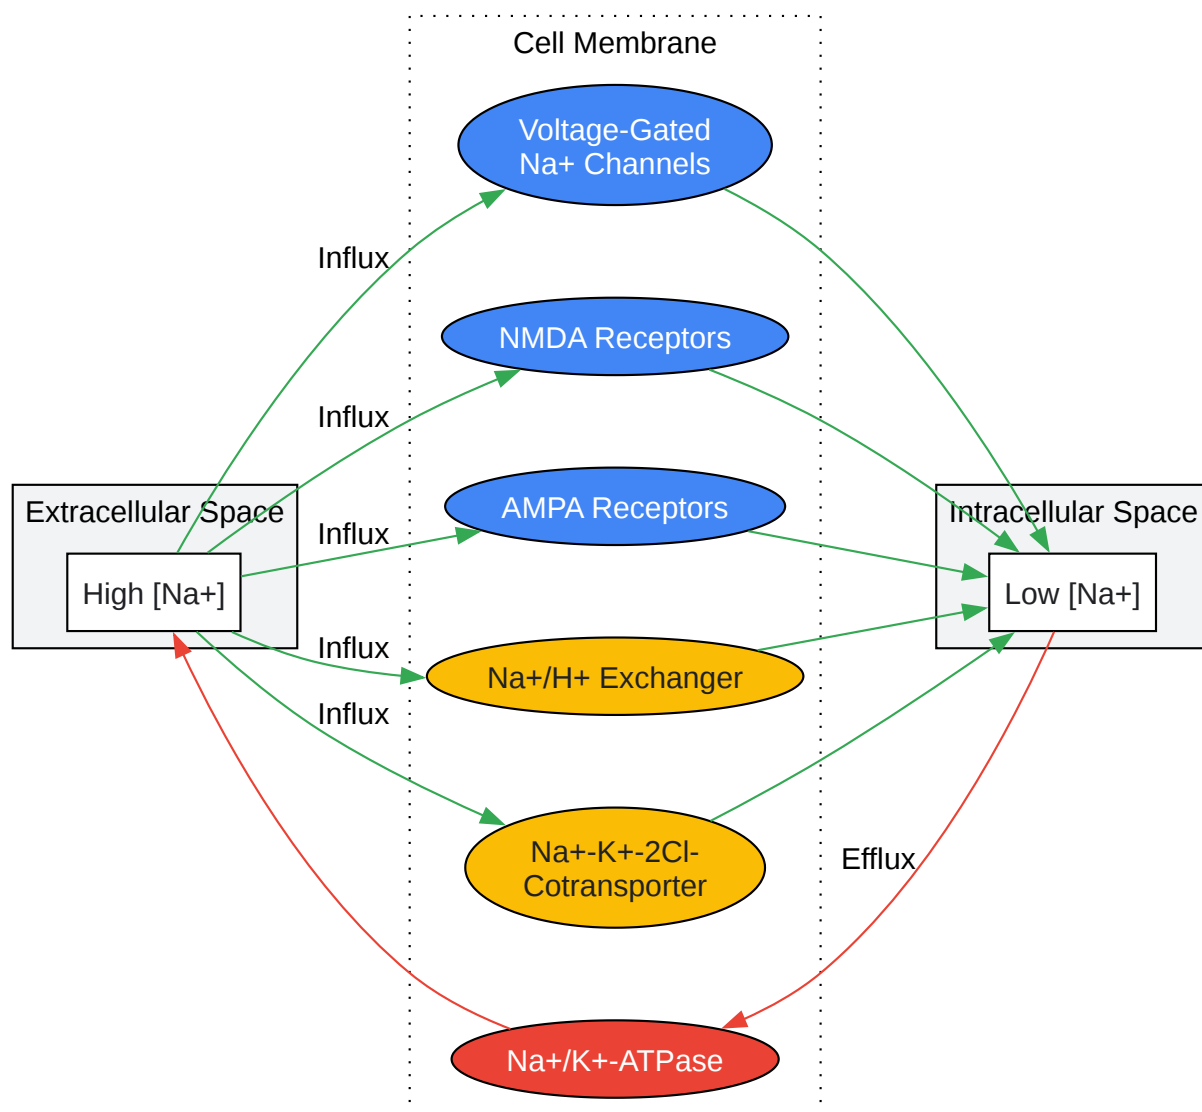 Cell Membrane
Voltage-Gated
Na+ Channels
Influx
NMDA Receptors
Influx
Extracellular Space
High [Na+]
Influx
AMPA Receptors
Intracellular Space
Low [Na+]
Influx
Na+/H+ Exchanger
Influx
Na+-K+-2Cl-
Cotransporter
Efflux
Na+/K+-ATPase